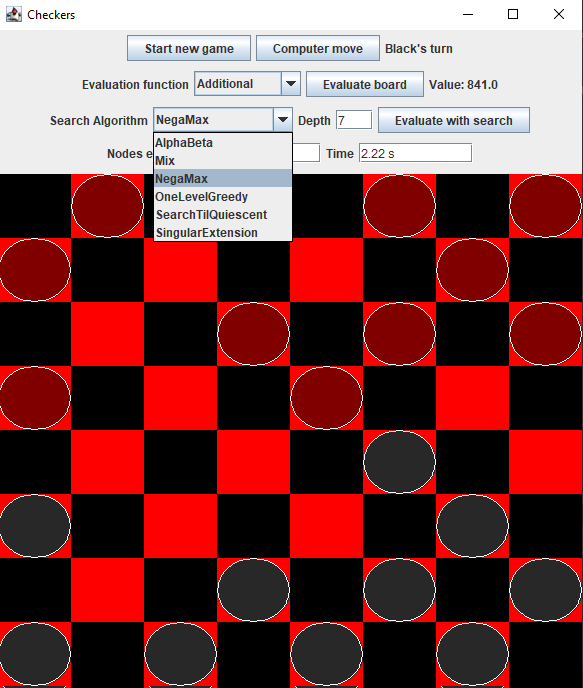 Checkers
Start new game Computer move Black's turn
Evaluation function Additional Evaluate board Value: 841.0
Search Algorithm NegaMax Depth 7 Evaluate with search
AlphaBeta
Mix
Nodes e Time 2.22 s
NegaMax
OneLevelGreedy
SearchTilQuiescent
SingularExtension